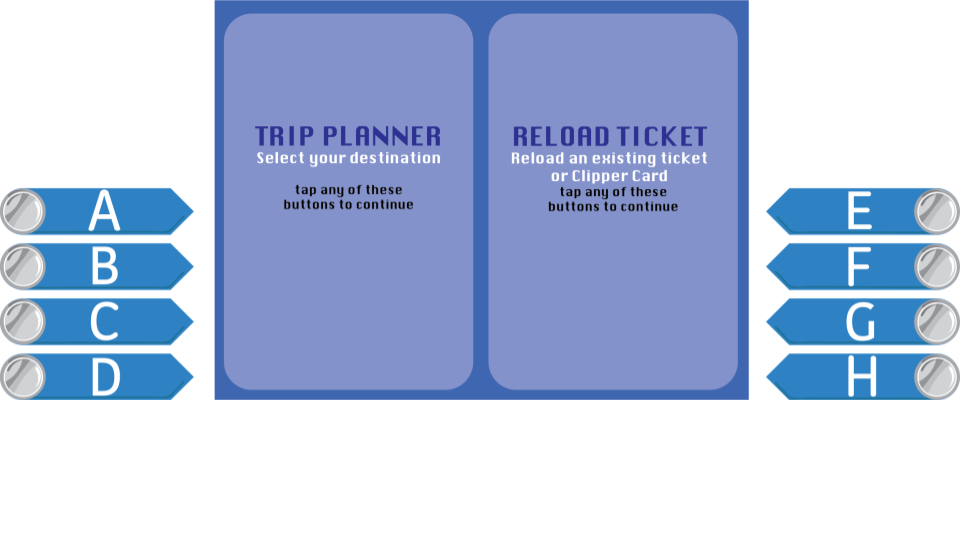 TRIP PLANNER
Select your destination
tap any of these
buttons to continue
RELOAD TICKET
Reload an existing ticket
or Clipper Card
tap any of these
buttons to continue
A
B
C
D
E
F
G
H